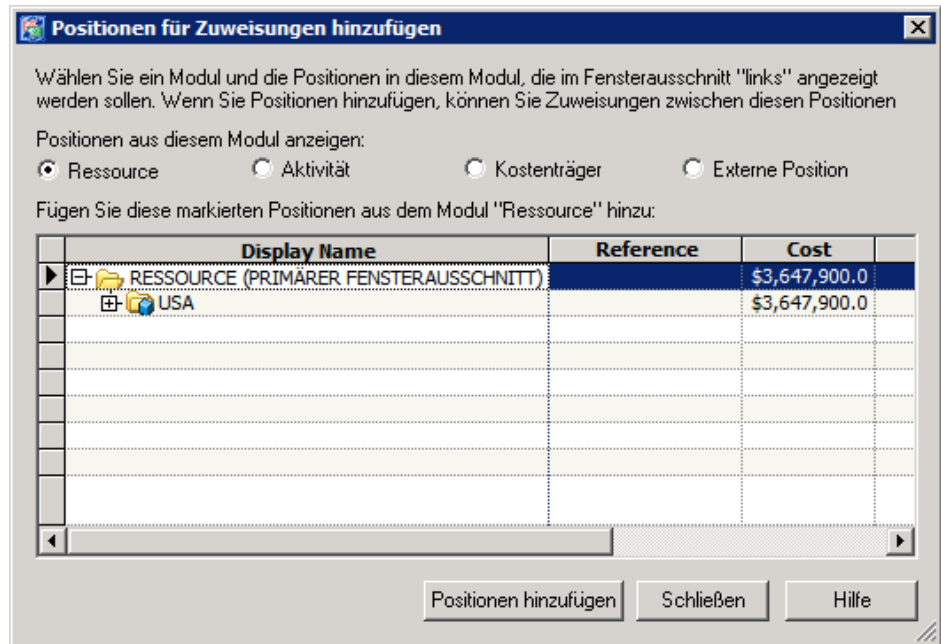 Positionen für Zuweisungen hinzufügen
Wählen Sie ein Modul und die Positionen in diesem Modul, die im Fensterausschnitt "links" angezeigt
werden sollen. Wenn Sie Positionen hinzufügen, können Sie Zuweisungen zwischen diesen Positionen
Positionen aus diesem Modul anzeigen:
Ressource Aktivität Kostenträger Externe Position
Fügen Sie diese markierten Positionen aus dem Modul "Ressource" hinzu:
Display Name Reference Cost
RESSOURCE (PRIMÄRER FENSTERAUSSCHNITT) $3,647,900.0
USA $3,647,900.0
Positionen hinzufügen Schließen Hilfe